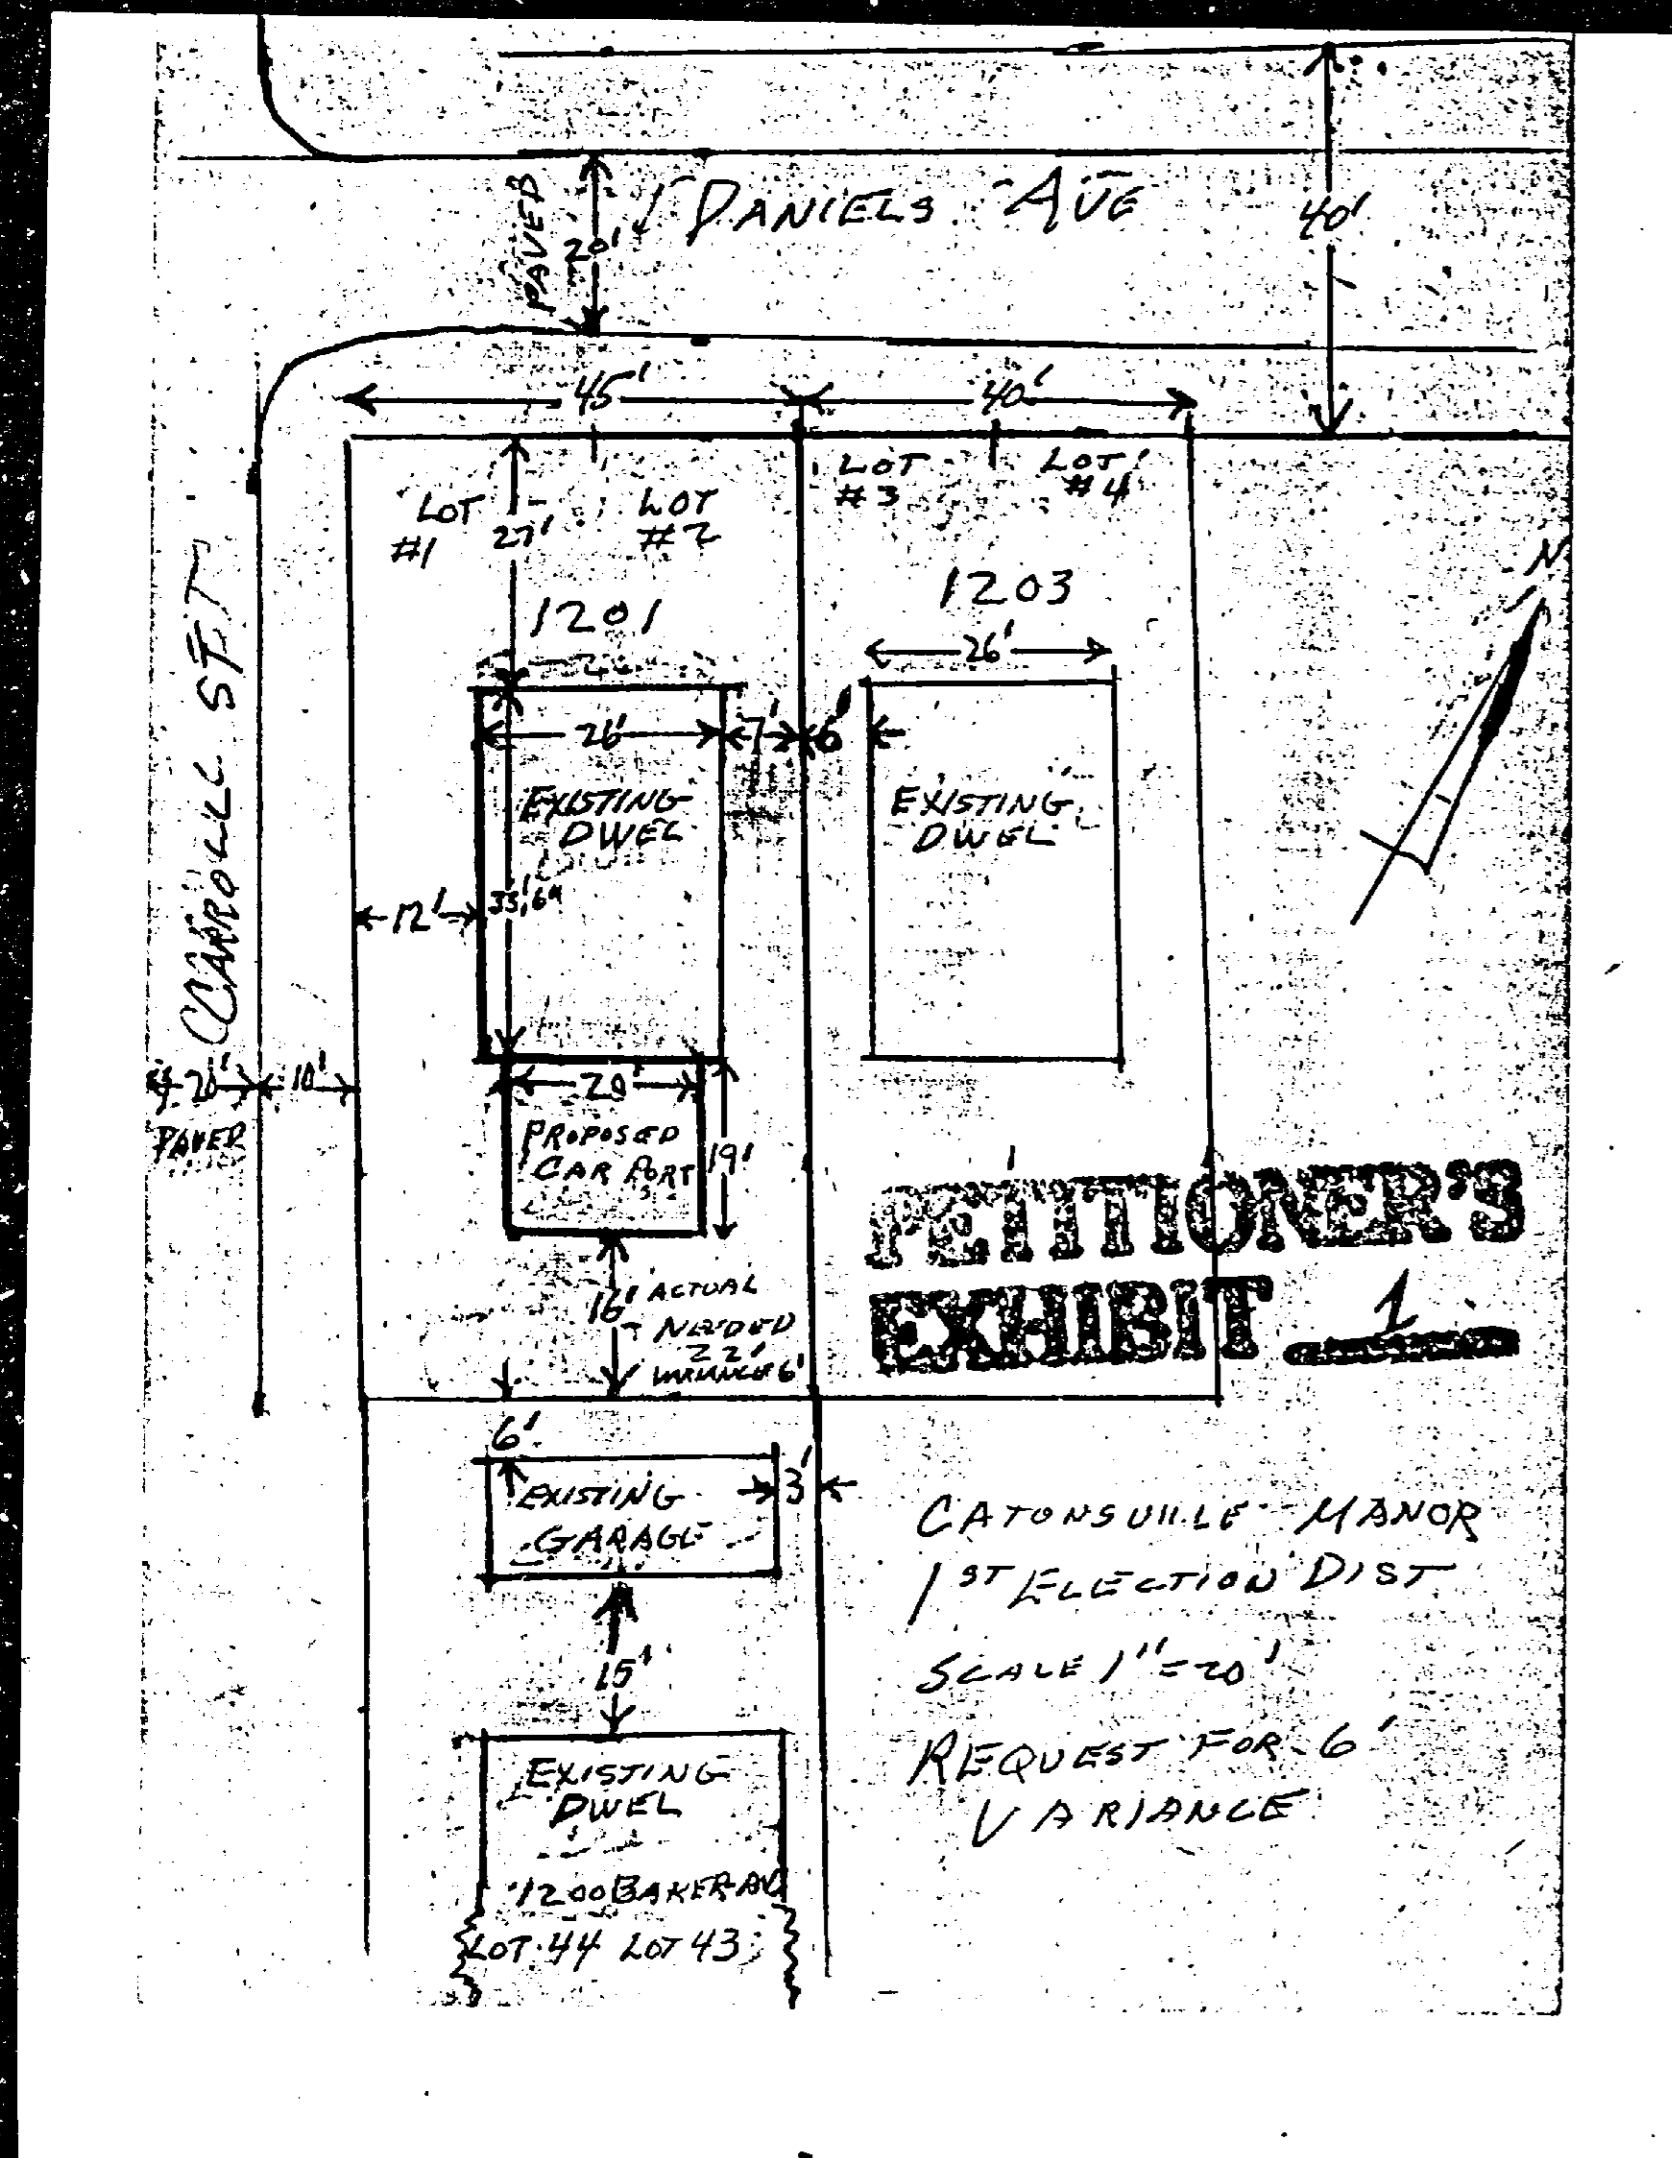 DANIELS AVE
PAVED
20'
40'
45'
40'
LOT
#1
27'
LOT
#2
LOT
#3
LOT
#4
N
1201
1203
26'
26'
7'
6'
EXISTING
DWEL
EXISTING
DWEL
33'6"
12'
CARROLL ST
20'
10'
PAVED
20'
PROPOSED
CAR PORT
19'
PETITIONER'S
EXHIBIT 1
16' ACTUAL
NEEDED
22'
6'
6'
EXISTING
GARAGE
3'
15'
EXISTING
DWEL
1200 BAKER AV
LOT 44 LOT 43
CATONSVILLE MANOR
1ST ELECTION DIST
SCALE 1" = 20'
REQUEST FOR 6'
VARIANCE